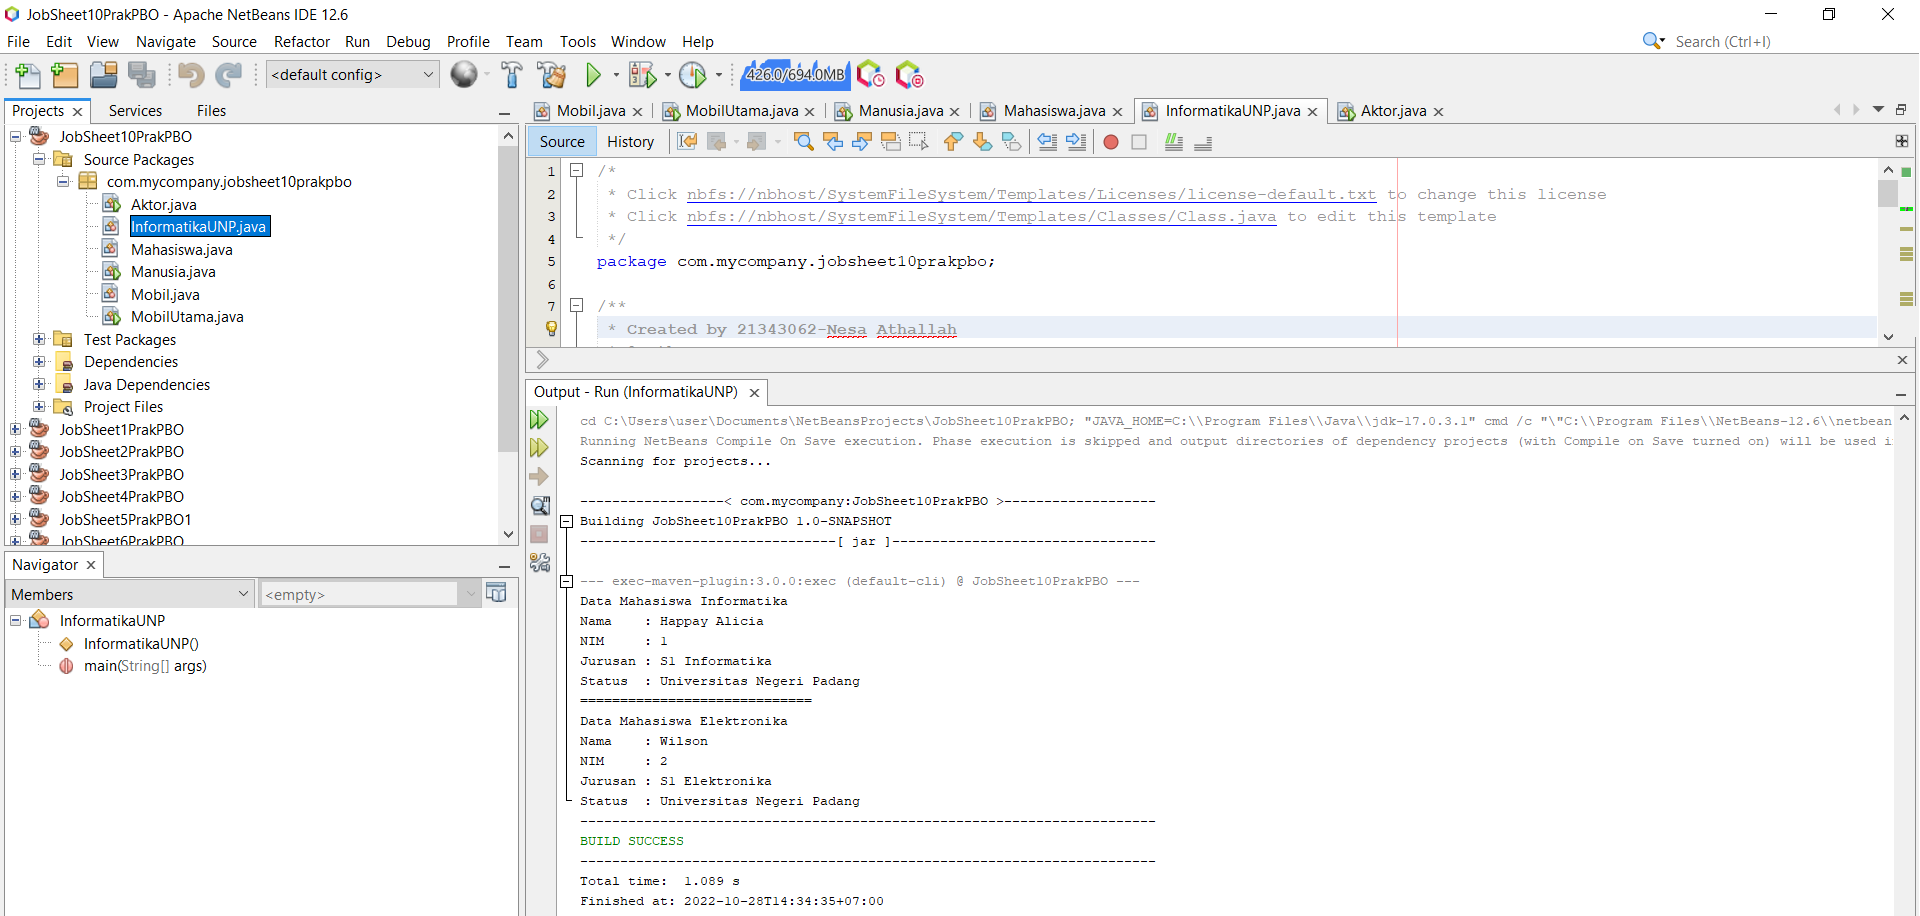 JobSheet10PrakPBO - Apache NetBeans IDE 12.6
File Edit View Navigate Source Refactor Run Debug Profile Team Tools Window Help
Search (Ctrl+I)
<default config>
426.0/694.0MB
Projects Services Files
JobSheet10PrakPBO
Source Packages
com.mycompany.jobsheet10prakpbo
Aktor.java
InformatikaUNP.java
Mahasiswa.java
Manusia.java
Mobil.java
MobilUtama.java
Test Packages
Dependencies
Java Dependencies
Project Files
JobSheet1PrakPBO
JobSheet2PrakPBO
JobSheet3PrakPBO
JobSheet4PrakPBO
JobSheet5PrakPBO1
JobSheet6PrakPBO
Navigator
Members
<empty>
InformatikaUNP
InformatikaUNP()
main(String[] args)
Mobil.java MobilUtama.java Manusia.java Mahasiswa.java InformatikaUNP.java Aktor.java
Source History
1 /*
2 * Click nbfs://nbhost/SystemFileSystem/Templates/Licenses/license-default.txt to change this license
3 * Click nbfs://nbhost/SystemFileSystem/Templates/Classes/Class.java to edit this template
4 */
5 package com.mycompany.jobsheet10prakpbo;
6
7 /**
* Created by 21343062-Nesa Athallah
Output - Run (InformatikaUNP)
cd C:\Users\user\Documents\NetBeansProjects\JobSheet10PrakPBO; "JAVA_HOME=C:\\Program Files\\Java\\jdk-17.0.3.1" cmd /c "\"C:\\Program Files\\NetBeans-12.6\\netbean
Running NetBeans Compile On Save execution. Phase execution is skipped and output directories of dependency projects (with Compile on Save turned on) will be used i
Scanning for projects...
------------------< com.mycompany:JobSheet10PrakPBO >-------------------
Building JobSheet10PrakPBO 1.0-SNAPSHOT
--------------------------------[ jar ]---------------------------------
--- exec-maven-plugin:3.0.0:exec (default-cli) @ JobSheet10PrakPBO ---
Data Mahasiswa Informatika
Nama : Happay Alicia
NIM : 1
Jurusan : S1 Informatika
Status : Universitas Negeri Padang
=============================
Data Mahasiswa Elektronika
Nama : Wilson
NIM : 2
Jurusan : S1 Elektronika
Status : Universitas Negeri Padang
------------------------------------------------------------------------
BUILD SUCCESS
------------------------------------------------------------------------
Total time: 1.089 s
Finished at: 2022-10-28T14:34:35+07:00